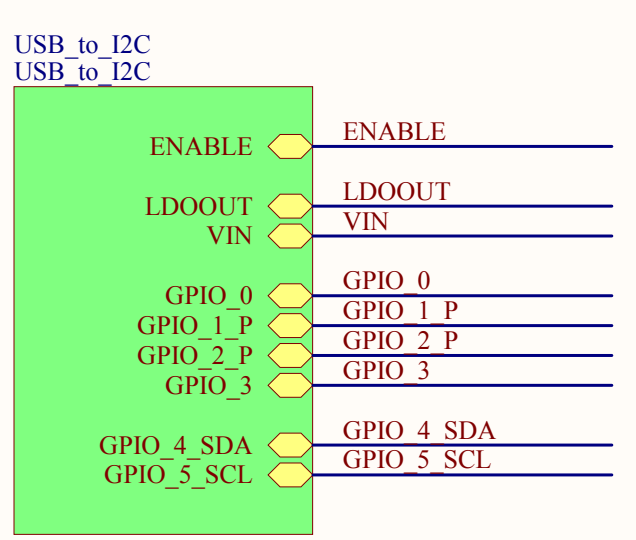 USB_to_I2C
USB_to_I2C
ENABLE ENABLE
LDOOUT LDOOUT
VIN VIN
GPIO_0 GPIO_0
GPIO_1_P GPIO_1_P
GPIO_2_P GPIO_2_P
GPIO_3 GPIO_3
GPIO_4_SDA GPIO_4_SDA
GPIO_5_SCL GPIO_5_SCL